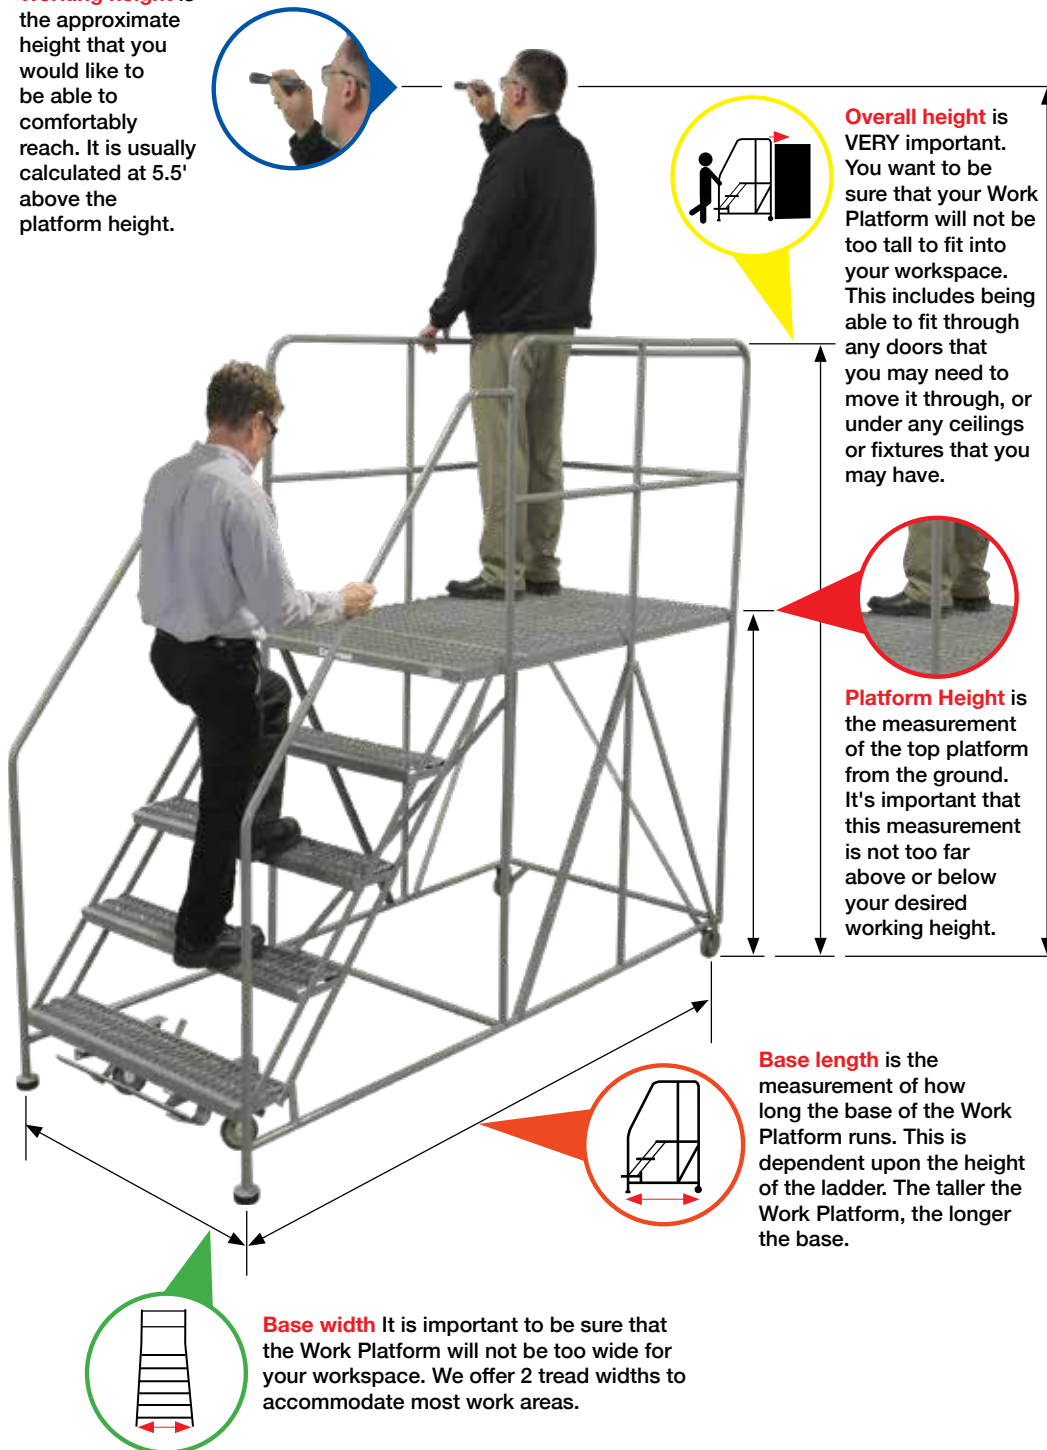 Working height is
the approximate
height that you
would like to
be able to
comfortably
reach. It is usually
calculated at 5.5'
above the
platform height.
Overall height is
VERY important.
You want to be
sure that your Work
Platform will not be
too tall to fit into
your workspace.
This includes being
able to fit through
any doors that
you may need to
move it through, or
under any ceilings
or fixtures that you
may have.
Platform Height is
the measurement
of the top platform
from the ground.
It's important that
this measurement
is not too far
above or below
your desired
working height.
Base length is the
measurement of how
long the base of the Work
Platform runs. This is
dependent upon the height
of the ladder. The taller the
Work Platform, the longer
the base.
Base width It is important to be sure that
the Work Platform will not be too wide for
your workspace. We offer 2 tread widths to
accommodate most work areas.